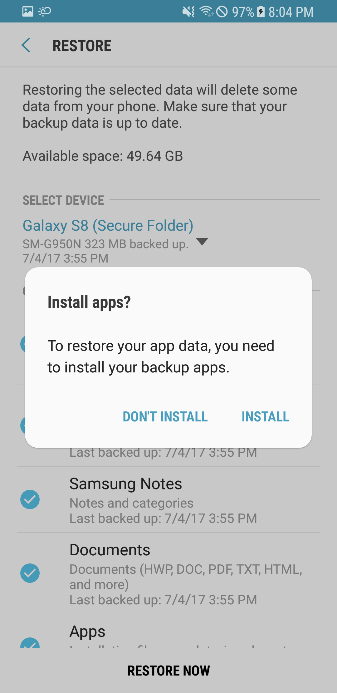 97% 8:04 PM
RESTORE
Restoring the selected data will delete some
data from your phone. Make sure that your
backup data is up to date.
Available space: 49.64 GB
SELECT DEVICE
Galaxy S8 (Secure Folder)
SM-G950N 323 MB backed up.
7/4/17 3:55 PM
Install apps?
To restore your app data, you need
to install your backup apps.
DON'T INSTALL INSTALL
Last backed up: 7/4/17 3:55 PM
Samsung Notes
Notes and categories
Last backed up: 7/4/17 3:55 PM
Documents
Documents (HWP, DOC, PDF, TXT, HTML,
and more)
Last backed up: 7/4/17 3:55 PM
Apps
RESTORE NOW